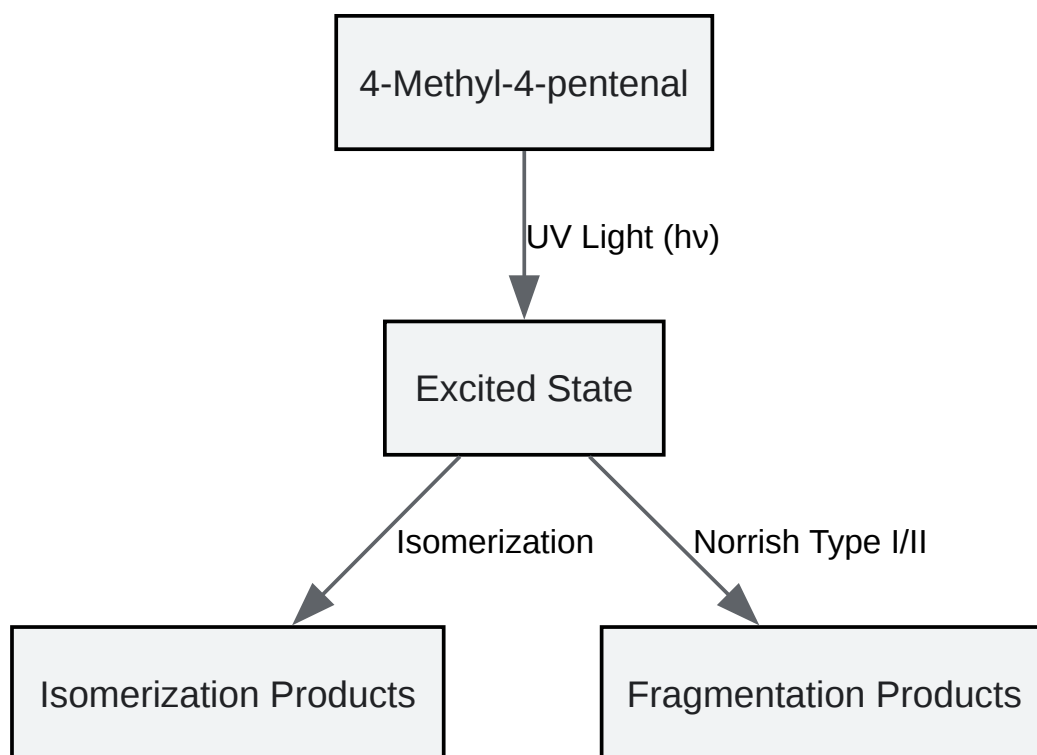 4-Methyl-4-pentenal
UV Light (hν)
Excited State
Isomerization
Norrish Type I/II
Isomerization Products
Fragmentation Products